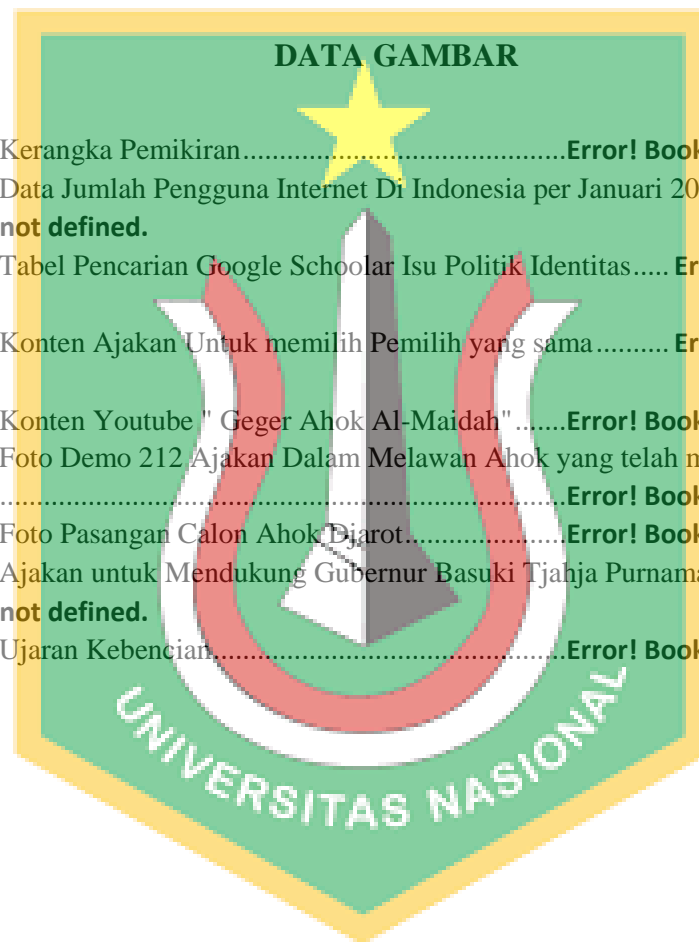 DATA GAMBAR
Kerangka Pemikiran............................................Error! Book
Data Jumlah Pengguna Internet Di Indonesia per Januari 20
not defined.
Tabel Pencarian Google Schoolar Isu Politik Identitas..... Er
Konten Ajakan Untuk memilih Pemilih yang sama.......... Er
Konten Youtube " Geger Ahok Al-Maidah".......Error! Book
Foto Demo 212 Ajakan Dalam Melawan Ahok yang telah m
..............................................................................Error! Book
Foto Pasangan Calon Ahok Djarot......................Error! Book
Ajakan untuk Mendukung Gubernur Basuki Tjahja Purnama
not defined.
Ujaran Kebencian................................................Error! Book
UNIVERSITAS NASIONAL